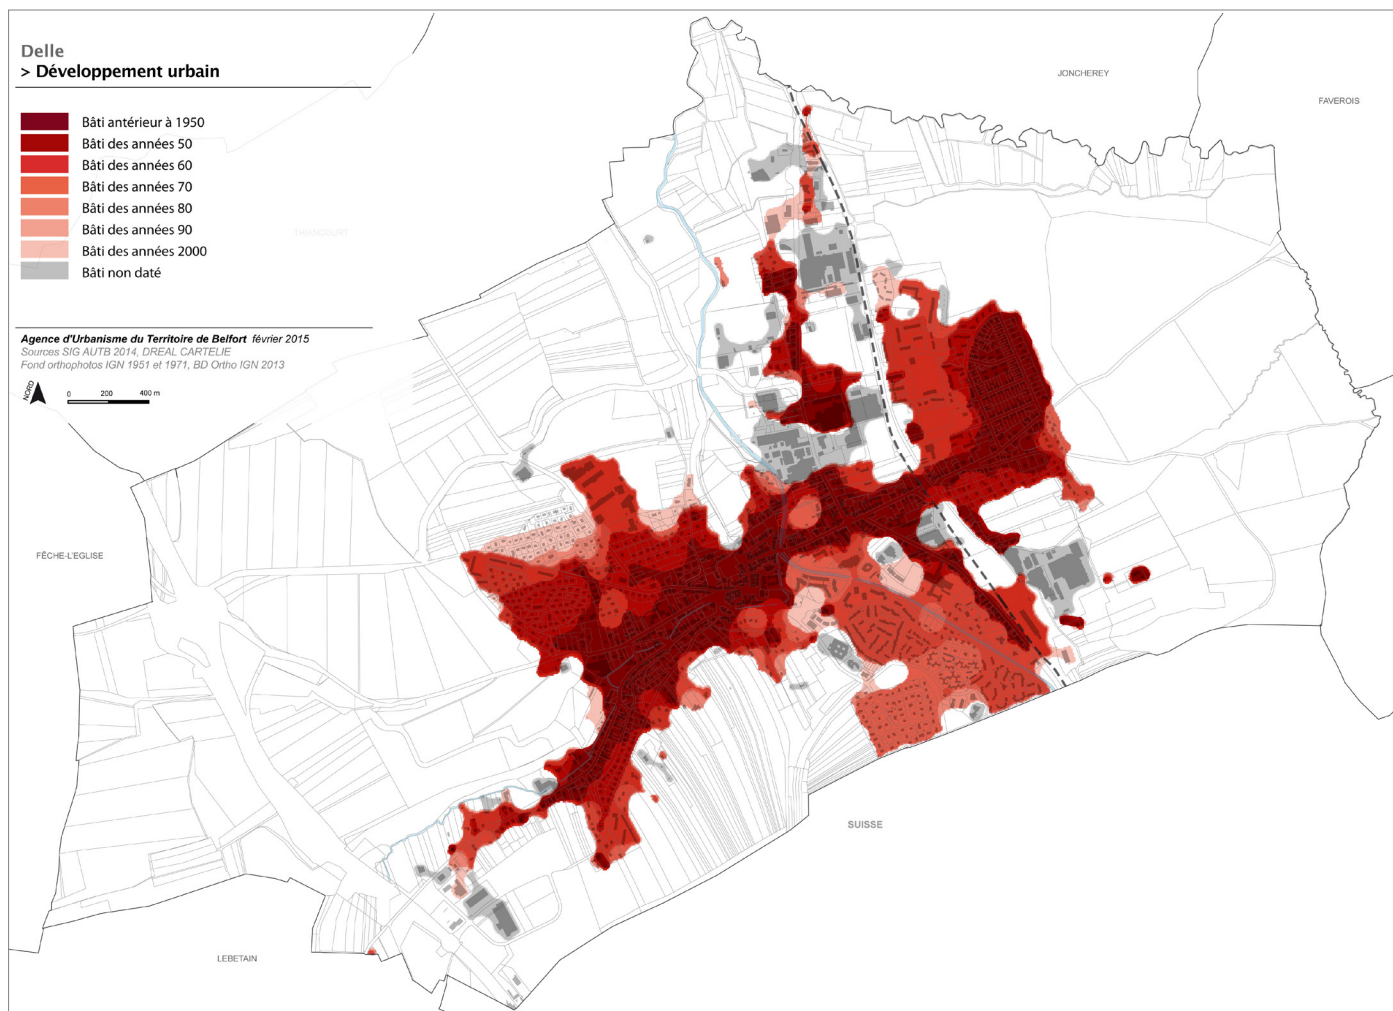 Delle
> Développement urbain
Bâti antérieur à 1950
Bâti des années 50
Bâti des années 60
Bâti des années 70
Bâti des années 80
Bâti des années 90
Bâti des années 2000
Bâti non daté
Agence d'Urbanisme du Territoire de Belfort février 2015
Sources SIG AUTB 2014, DREAL CARTELIE
Fond orthophotos IGN 1951 et 1971, BD Ortho IGN 2013
NORD
0 200 400 m
JONCHEREY
FAVEROIS
THIANCOURT
FÊCHE-L'EGLISE
SUISSE
LEBETAIN